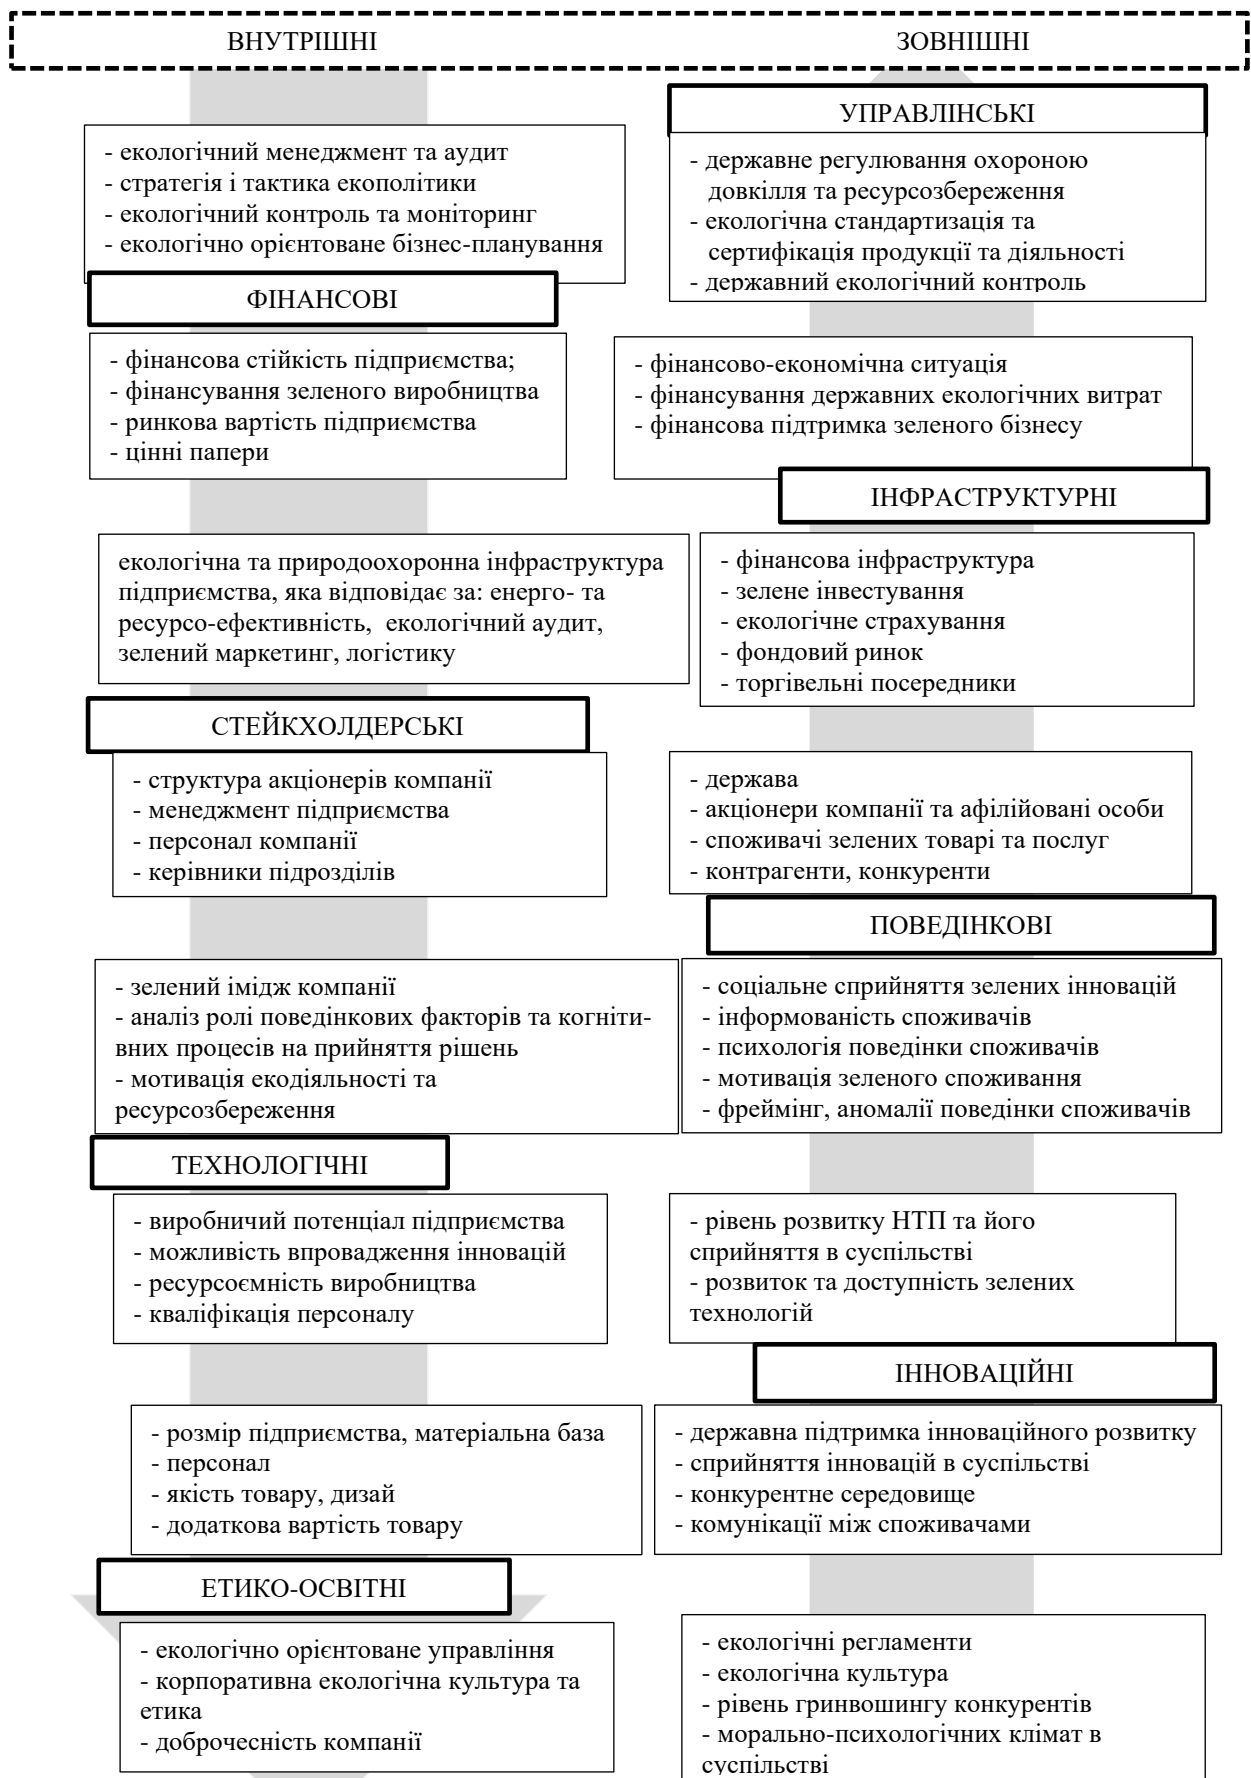 ВНУТРІШНІ
ЗОВНІШНІ
УПРАВЛІНСЬКІ
- екологічний менеджмент та аудит
- стратегія і тактика екополітики
- екологічний контроль та моніторинг
- екологічно орієнтоване бізнес-планування
- державне регулювання охороною
довкілля та ресурсозбереження
- екологічна стандартизація та
сертифікація продукції та діяльності
- державний екологічний контроль
ФІНАНСОВІ
- фінансова стійкість підприємства;
- фінансування зеленого виробництва
- ринкова вартість підприємства
- цінні папери
- фінансово-економічна ситуація
- фінансування державних екологічних витрат
- фінансова підтримка зеленого бізнесу
ІНФРАСТРУКТУРНІ
екологічна та природоохоронна інфраструктура
підприємства, яка відповідає за: енерго- та
ресурсо-ефективність,  екологічний аудит,
зелений маркетинг, логістику
- фінансова інфраструктура
- зелене інвестування
- екологічне страхування
- фондовий ринок
- торгівельні посередники
СТЕЙКХОЛДЕРСЬКІ
- структура акціонерів компанії
- менеджмент підприємства
- персонал компанії
- керівники підрозділів
- держава
- акціонери компанії та афілійовані особи
- споживачі зелених товарі та послуг
- контрагенти, конкуренти
ПОВЕДІНКОВІ
- зелений імідж компанії
- аналіз ролі поведінкових факторів та когніти-
вних процесів на прийняття рішень
- мотивація екодіяльності та
ресурсозбереження
- соціальне сприйняття зелених інновацій
- інформованість споживачів
- психологія поведінки споживачів
- мотивація зеленого споживання
- фреймінг, аномалії поведінки споживачів
ТЕХНОЛОГІЧНІ
- виробничий потенціал підприємства
- можливість впровадження інновацій
- ресурсоємність виробництва
- кваліфікація персоналу
- рівень розвитку НТП та його
сприйняття в суспільстві
- розвиток та доступність зелених
технологій
ІННОВАЦІЙНІ
- розмір підприємства, матеріальна база
- персонал
- якість товару, дизай
- додаткова вартість товару
- державна підтримка інноваційного розвитку
- сприйняття інновацій в суспільстві
- конкурентне середовище
- комунікації між споживачами
ЕТИКО-ОСВІТНІ
- екологічно орієнтоване управління
- корпоративна екологічна культура та
етика
- доброчесність компанії
- екологічні регламенти
- екологічна культура
- рівень гринвошингу конкурентів
- морально-психологічних клімат в
суспільстві